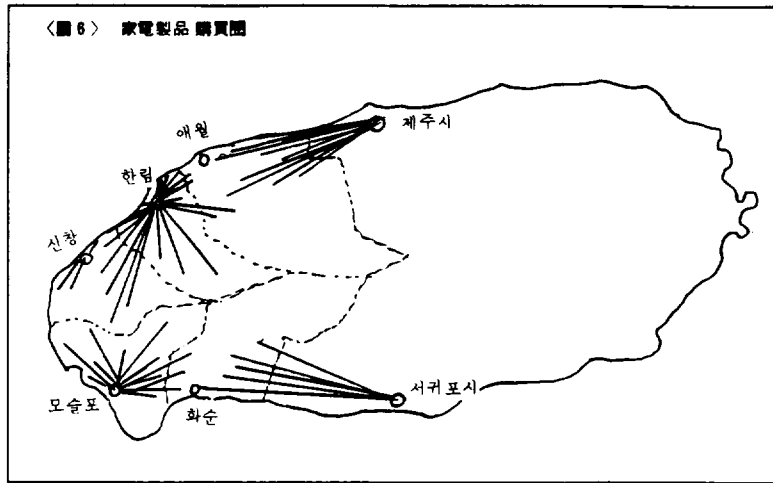 〈圖 6〉 家電製品 購買圈
애월
제주시
한림
신창
모슬포
화순
서귀포시